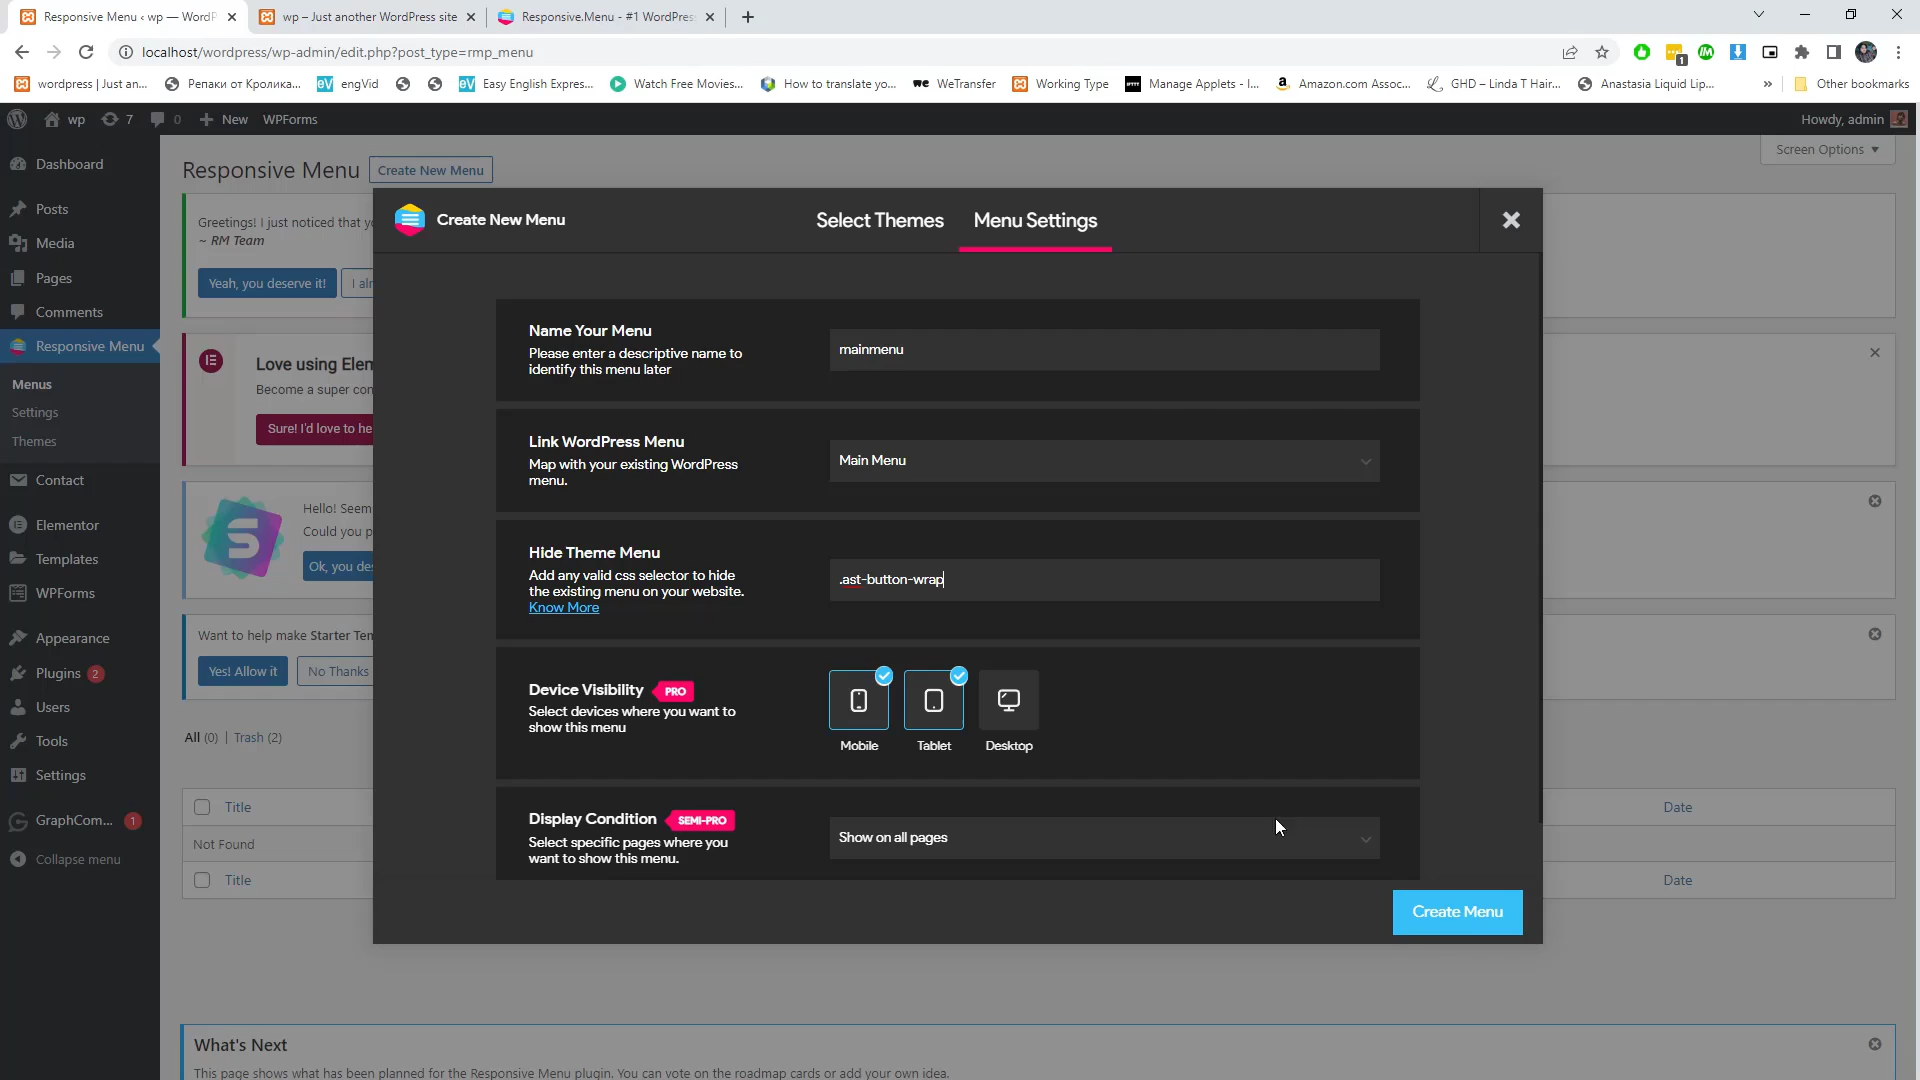 Responsive Menu ‹ wp — WordP
wp – Just another WordPress site
Responsive.Menu - #1 WordPres
localhost/wordpress/wp-admin/edit.php?post_type=rmp_menu
1
wordpress | Just an...
Репаки от Кролика...
eV
engVid
eV
Easy English Expres...
Watch Free Movies...
How to translate yo...
we
WeTransfer
Working Type
Manage Applets - I...
Amazon.com Assoc...
GHD – Linda T Hair...
Anastasia Liquid Lip...
»
Other bookmarks
wp
7
0
New
WPForms
Howdy, admin
Dashboard
Posts
Media
Pages
Comments
Responsive Menu
Menus
Settings
Themes
Contact
Elementor
Templates
WPForms
Appearance
Plugins 2
Users
Tools
Settings
GraphCom... 1
Collapse menu
Responsive Menu
Create New Menu
Screen Options
Greetings! I just noticed that yo
~ RM Team
Yeah, you deserve it!
I alr
Love using Elem
Become a super con
Sure! I'd love to he
Hello! Seem
Could you p
Ok, you des
Want to help make Starter Tem
Yes! Allow it
No Thanks
All (0) | Trash (2)
Title
Date
Not Found
Title
Date
Create New Menu
Select Themes
Menu Settings
Name Your Menu
Please enter a descriptive name to
identify this menu later
mainmenu
Link WordPress Menu
Map with your existing WordPress
menu.
Main Menu
Hide Theme Menu
Add any valid css selector to hide
the existing menu on your website.
Know More
.ast-button-wrap
Device Visibility
PRO
Select devices where you want to
show this menu
Mobile
Tablet
Desktop
Display Condition
SEMI-PRO
Select specific pages where you
want to show this menu.
Show on all pages
Create Menu
What's Next
This page shows what has been planned for the Responsive Menu plugin. You can vote on the roadmap cards or add your own idea.